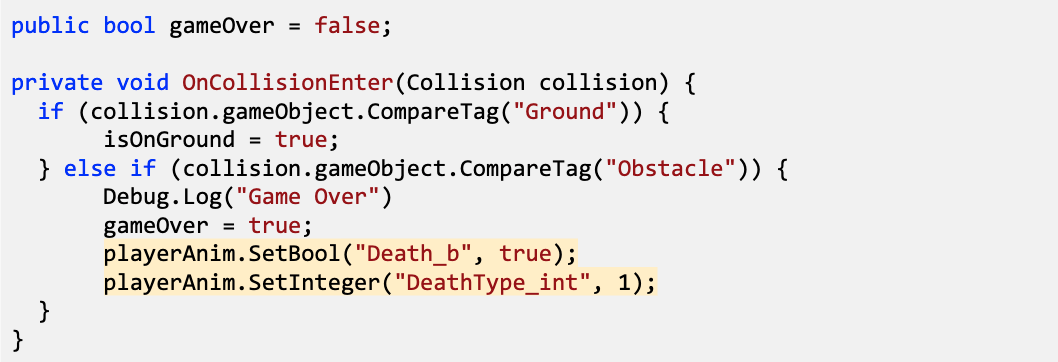 public bool gameOver = false;
private void OnCollisionEnter(Collision collision) {
  if (collision.gameObject.CompareTag("Ground")) {
       isOnGround = true;
  } else if (collision.gameObject.CompareTag("Obstacle")) {
       Debug.Log("Game Over")
       gameOver = true;
       playerAnim.SetBool("Death_b", true);
       playerAnim.SetInteger("DeathType_int", 1);
  }
}